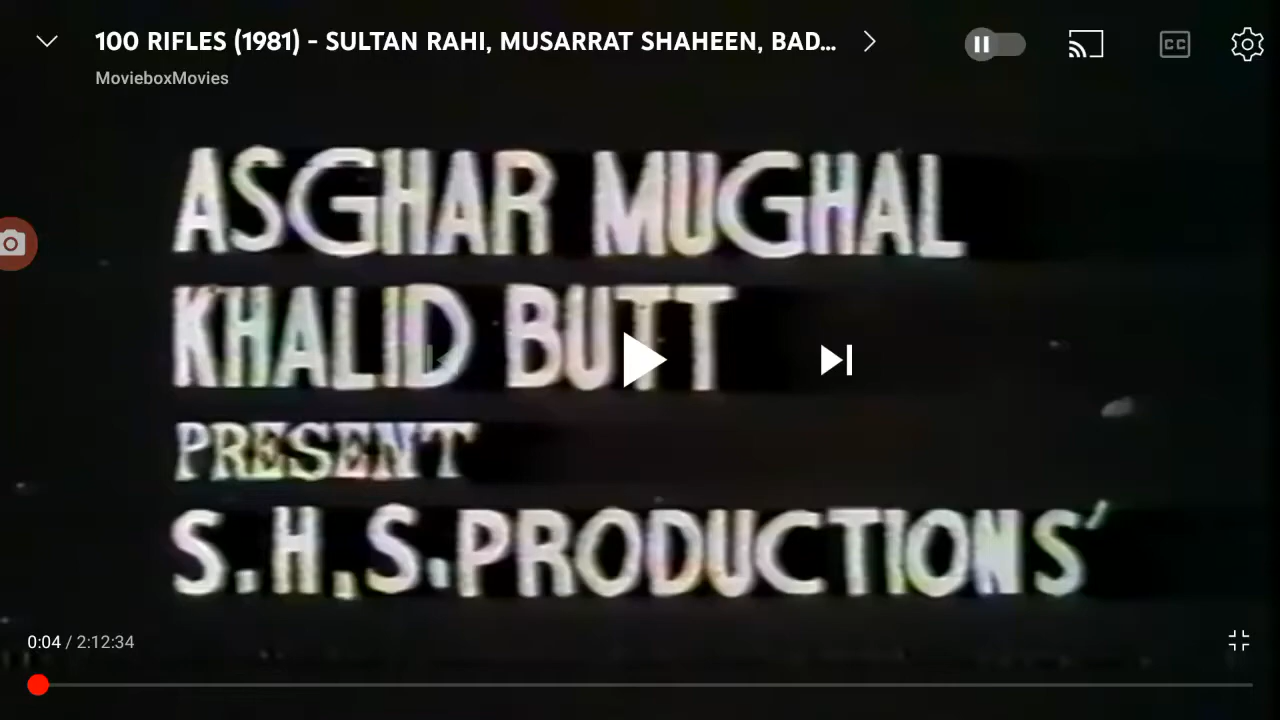 100 RIFLES (1981) - SULTAN RAHI, MUSARRAT SHAHEEN, BAD...
MovieboxMovies
CC
ASGHAR MUGHAL
KHALID BUTT
PRESENT
S.H.S.PRODUCTIONS'
0:04 / 2:12:34